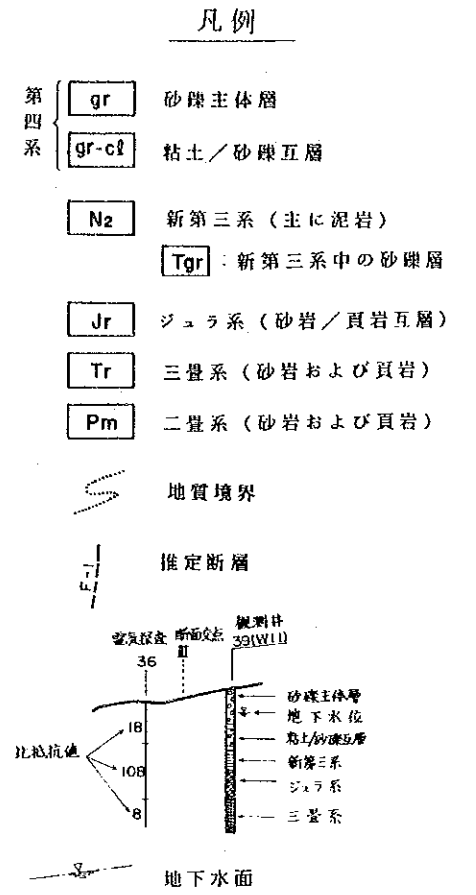 凡例
第四系
gr 砂礫主体層
gr-cl 粘土/砂礫互層
N2 新第三系（主に泥岩）
Tgr : 新第三系中の砂礫層
Jr ジュラ系（砂岩/頁岩互層）
Tr 三畳系（砂岩および頁岩）
Pm 二畳系（砂岩および頁岩）
地質境界
F-1 推定断層
電気探査 断面交点 観測井
36 III 39(W11)
比抵抗値
18
108
8
砂礫主体層
地下水位
粘土/砂礫互層
新第三系
ジュラ系
三畳系
地下水面